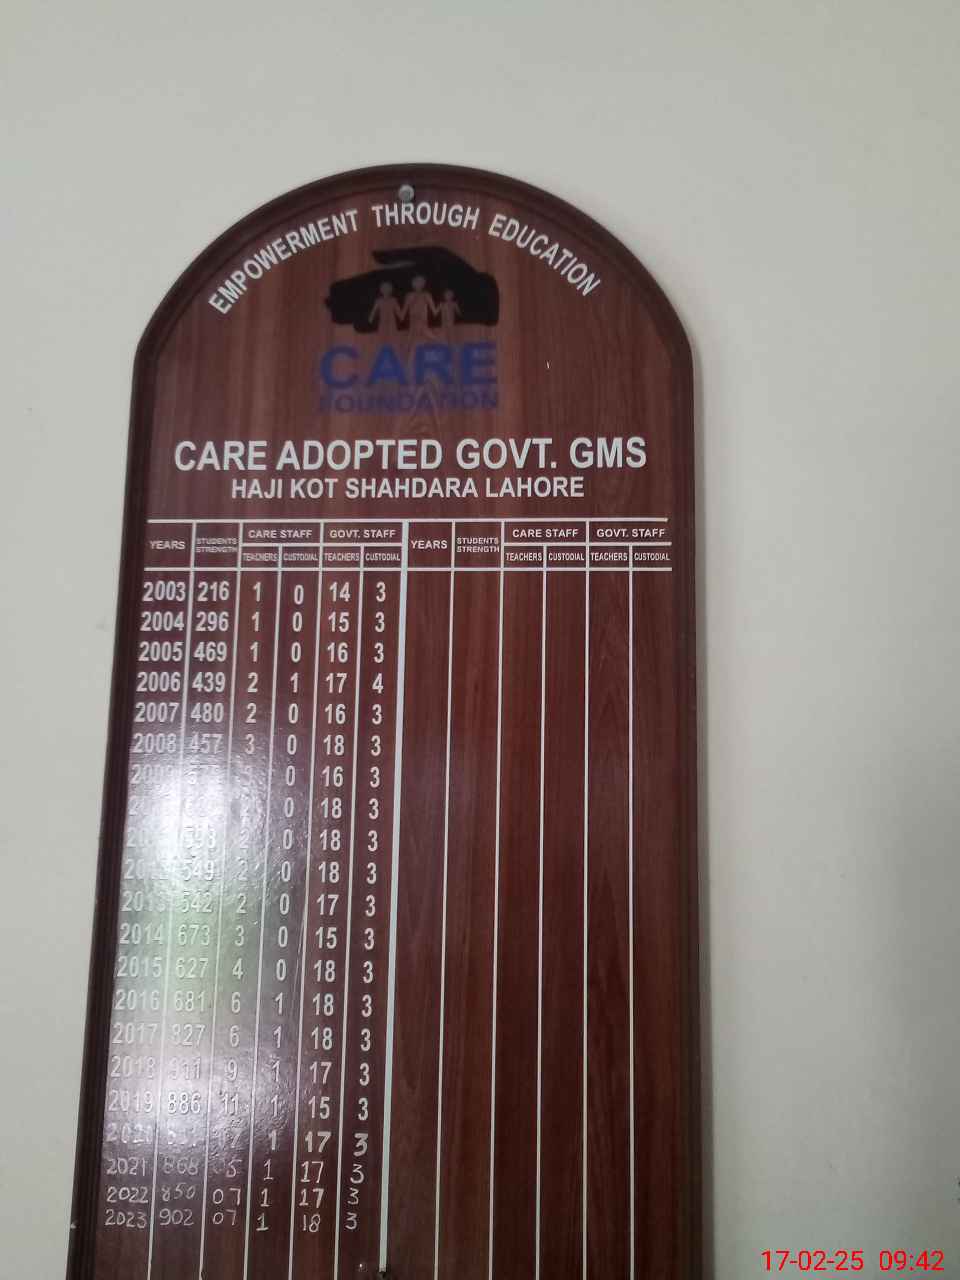 EMPOWERMENT THROUGH EDUCATION
CARE
FOUNDATION
CARE ADOPTED GOVT. GMS
HAJI KOT SHAHDARA LAHORE
YEARS STUDENTS STRENGTH CARE STAFF GOVT. STAFF YEARS STUDENTS STRENGTH CARE STAFF GOVT. STAFF
TEACHERS CUSTODIAL TEACHERS CUSTODIAL TEACHERS CUSTODIAL TEACHERS CUSTODIAL
2003 216 1 0 14 3
2004 296 1 0 15 3
2005 469 1 0 16 3
2006 439 2 1 17 4
2007 480 2 0 16 3
2008 457 3 0 18 3
0 16 3
0 18 3
593 2 0 18 3
549 2 0 18 3
2013 542 2 0 17 3
2014 673 3 0 15 3
2015 627 4 0 18 3
2016 681 6 1 18 3
2017 827 6 1 18 3
2018 911 9 1 17 3
2019 886 11 1 15 3
1 17 3
2021 868 05 1 17 3
2022 850 07 1 17 3
2023 902 07 1 18 3
17-02-25 09:42